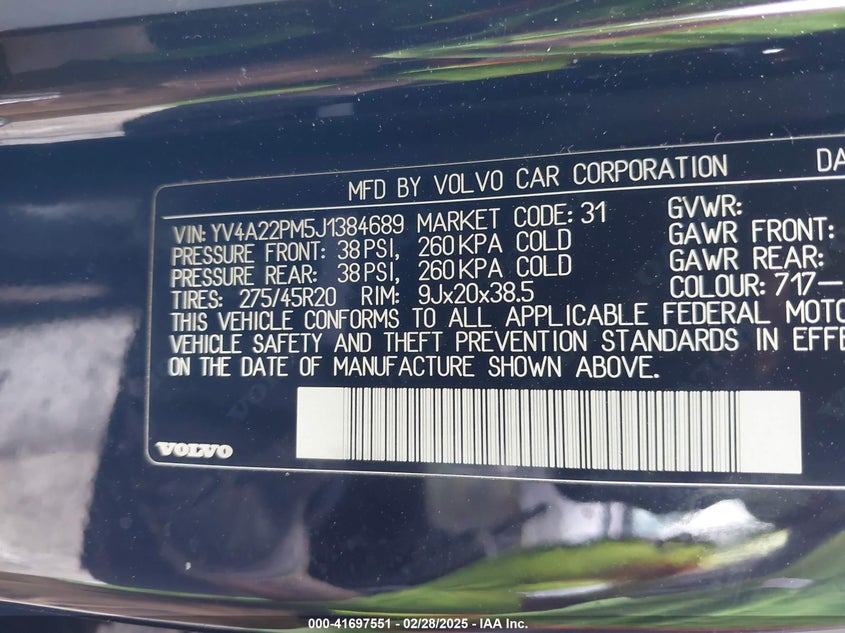 MFD BY VOLVO CAR CORPORATION DA
VIN: YV4A22PM5J1384689 MARKET CODE: 31 GVWR:
PRESSURE FRONT: 38 PSI, 260 KPA COLD GAWR FRONT:
PRESSURE REAR: 38 PSI, 260 KPA COLD GAWR REAR:
TIRES: 275/45R20 RIM: 9Jx20x38.5 COLOUR: 717-
THIS VEHICLE CONFORMS TO ALL APPLICABLE FEDERAL MOTO
VEHICLE SAFETY AND THEFT PREVENTION STANDARDS IN EFFE
ON THE DATE OF MANUFACTURE SHOWN ABOVE.
VOLVO
000-41697551 - 02/28/2025 - IAA Inc.